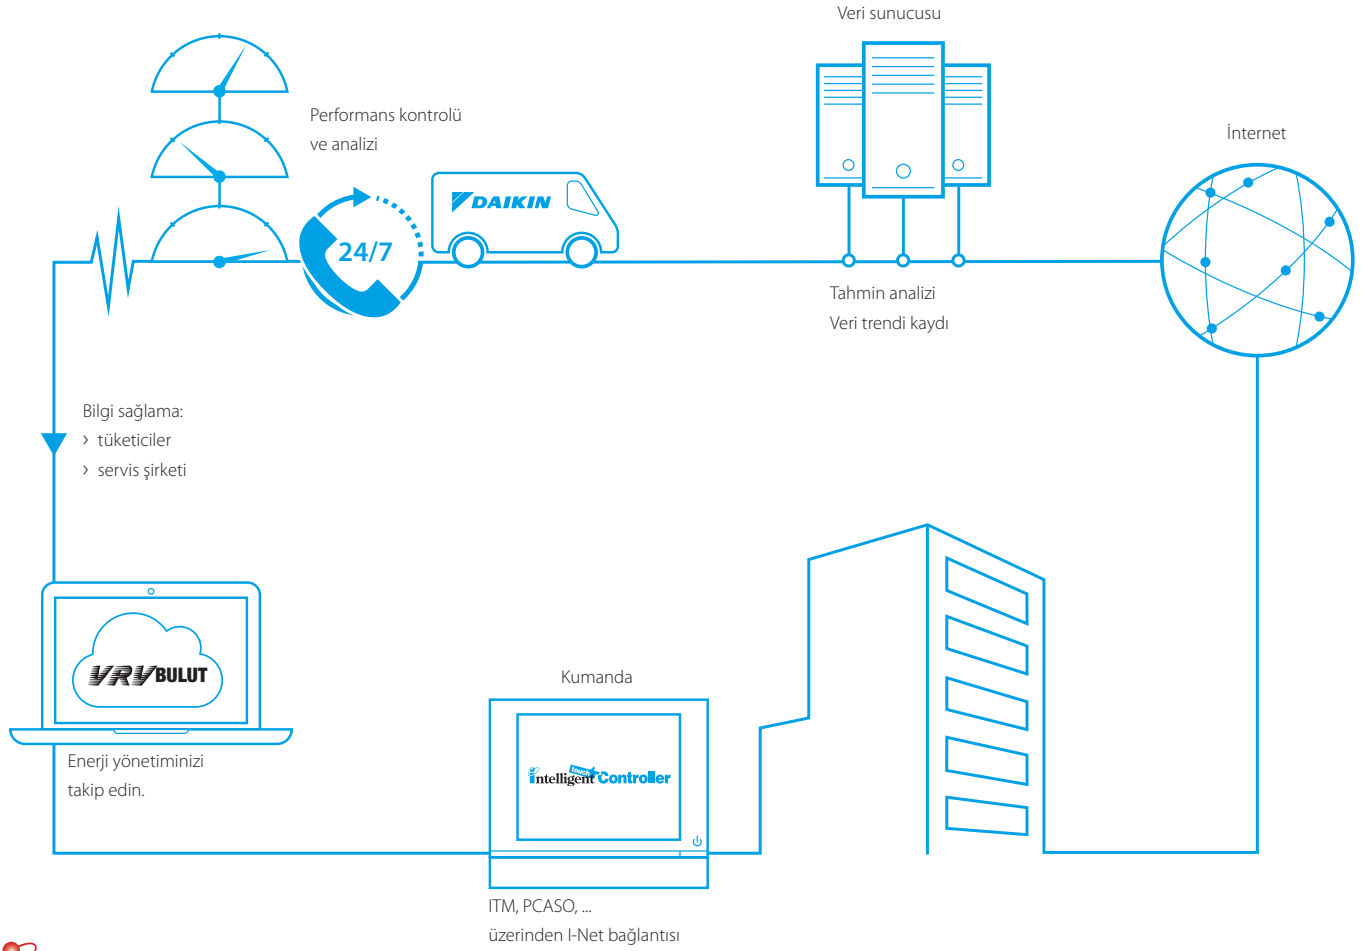 Veri sunucusu
Performans kontrolü
ve analizi
İnternet
DAIKIN
24/7
Tahmin analizi
Veri trendi kaydı
Bilgi sağlama:
› tüketiciler
› servis şirketi
VRV BULUT
Kumanda
Enerji yönetiminizi
takip edin.
touch
intelligent Controller
ITM, PCASO, ...
üzerinden I-Net bağlantısı